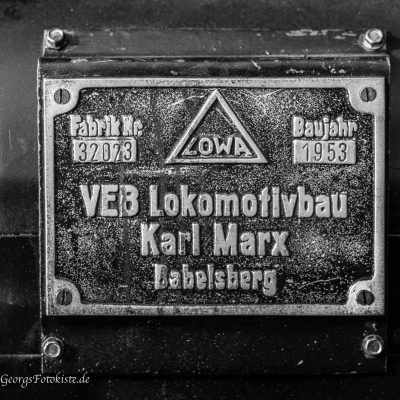 Fabrik Nr.
32023
LOWA
Baujahr
1953
VEB Lokomotivbau
Karl Marx
Babelsberg
GeorgsFotokiste.de